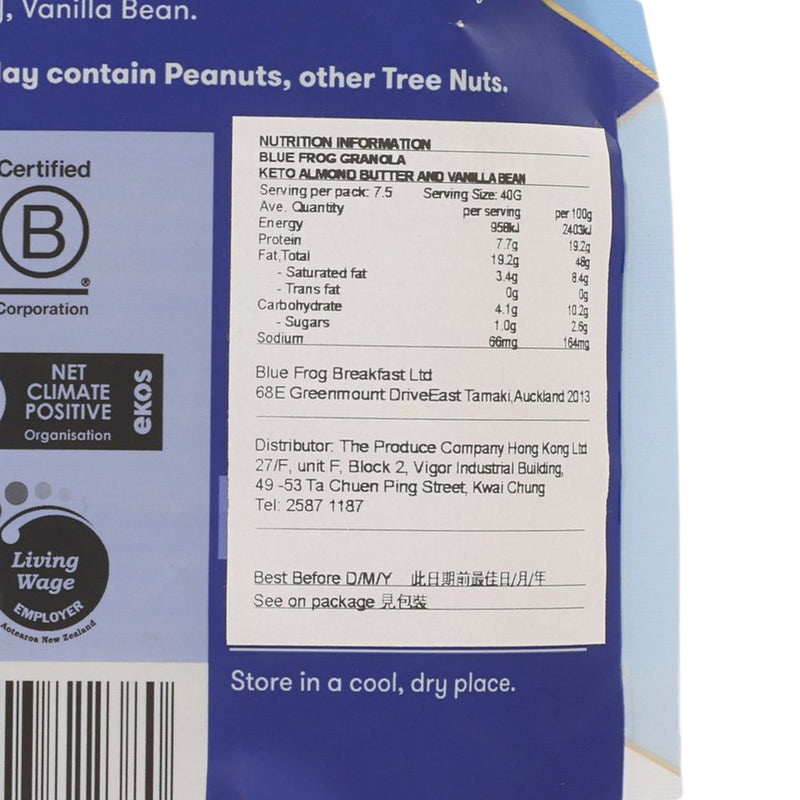 , Vanilla Bean.
ay contain Peanuts, other Tree Nuts.
Certified
B
®
Corporation
NET
CLIMATE
POSITIVE
Organisation
ekos
Living
Wage
EMPLOYER
Aotearoa New Zealand
NUTRITION INFORMATION
BLUE FROG GRANOLA
KETO ALMOND BUTTER AND VANILLA BEAN
Serving per pack: 7.5 Serving Size: 40G
Ave. Quantity per serving per 100g
Energy 958kJ 2403kJ
Protein 7.7g 19.2g
Fat,Total 19.2g 48g
- Saturated fat 3.4g 8.4g
- Trans fat 0g 0g
Carbohydrate 4.1g 10.2g
- Sugars 1.0g 2.6g
Sodium 66mg 164mg
Blue Frog Breakfast Ltd
68E Greenmount DriveEast Tamaki,Auckland 2013
Distributor: The Produce Company Hong Kong Ltd
27/F, unit F, Block 2, Vigor Industrial Building,
49 -53 Ta Chuen Ping Street, Kwai Chung
Tel: 2587 1187
Best Before D/M/Y 此日期前最佳日/月/年
See on package 見包裝
Store in a cool, dry place.